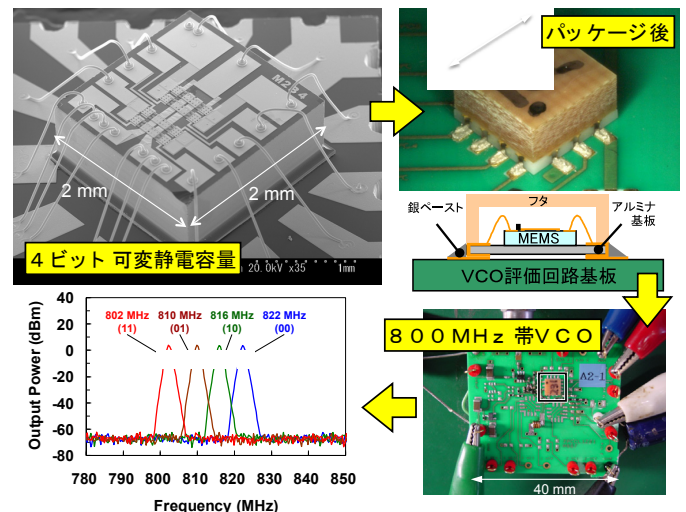 M234
2 mm
2 mm
４ビット 可変静電容量
20.0kV x35 1mm
パッケージ後
銀ペースト
フタ
アルミナ
基板
MEMS
VCO評価回路基板
８００MHz 帯VCO
A2-1
40 mm
Output Power (dBm)
40
20
0
-20
-40
-60
-80
802 MHz
(11)
810 MHz
(01)
816 MHz
(10)
822 MHz
(00)
780 790 800 810 820 830 840 850
Frequency (MHz)